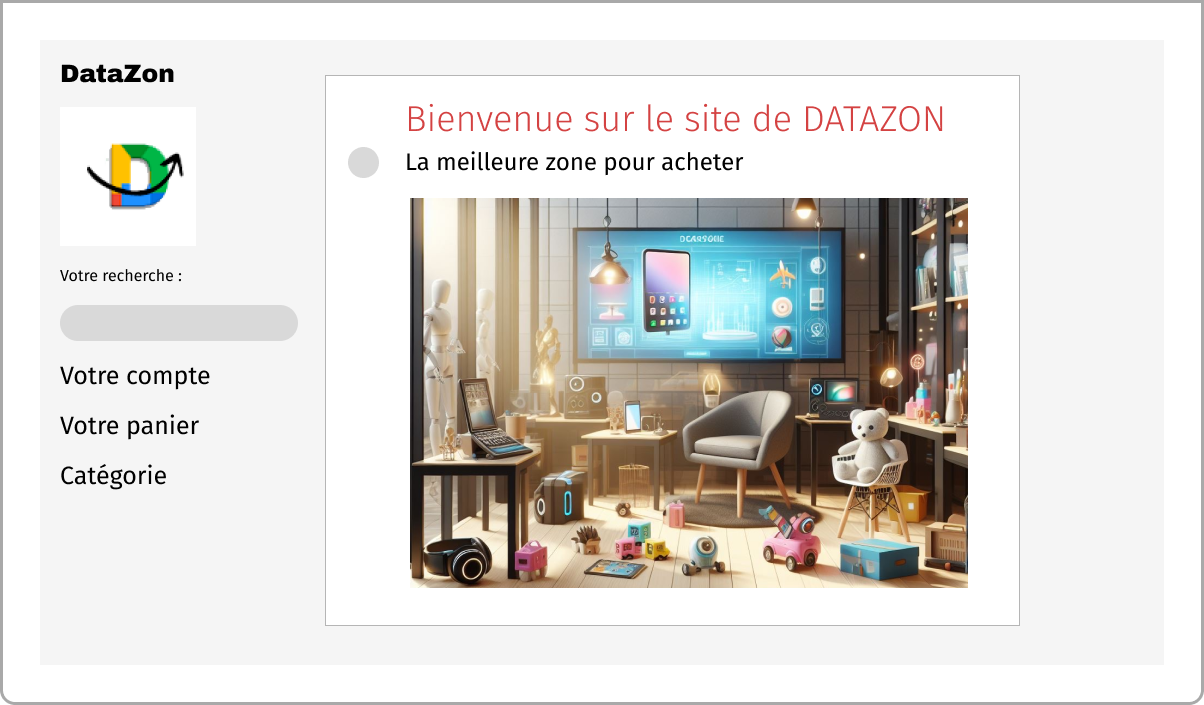 DataZon
D
Votre recherche :
Votre compte
Votre panier
Catégorie
Bienvenue sur le site de DATAZON
La meilleure zone pour acheter